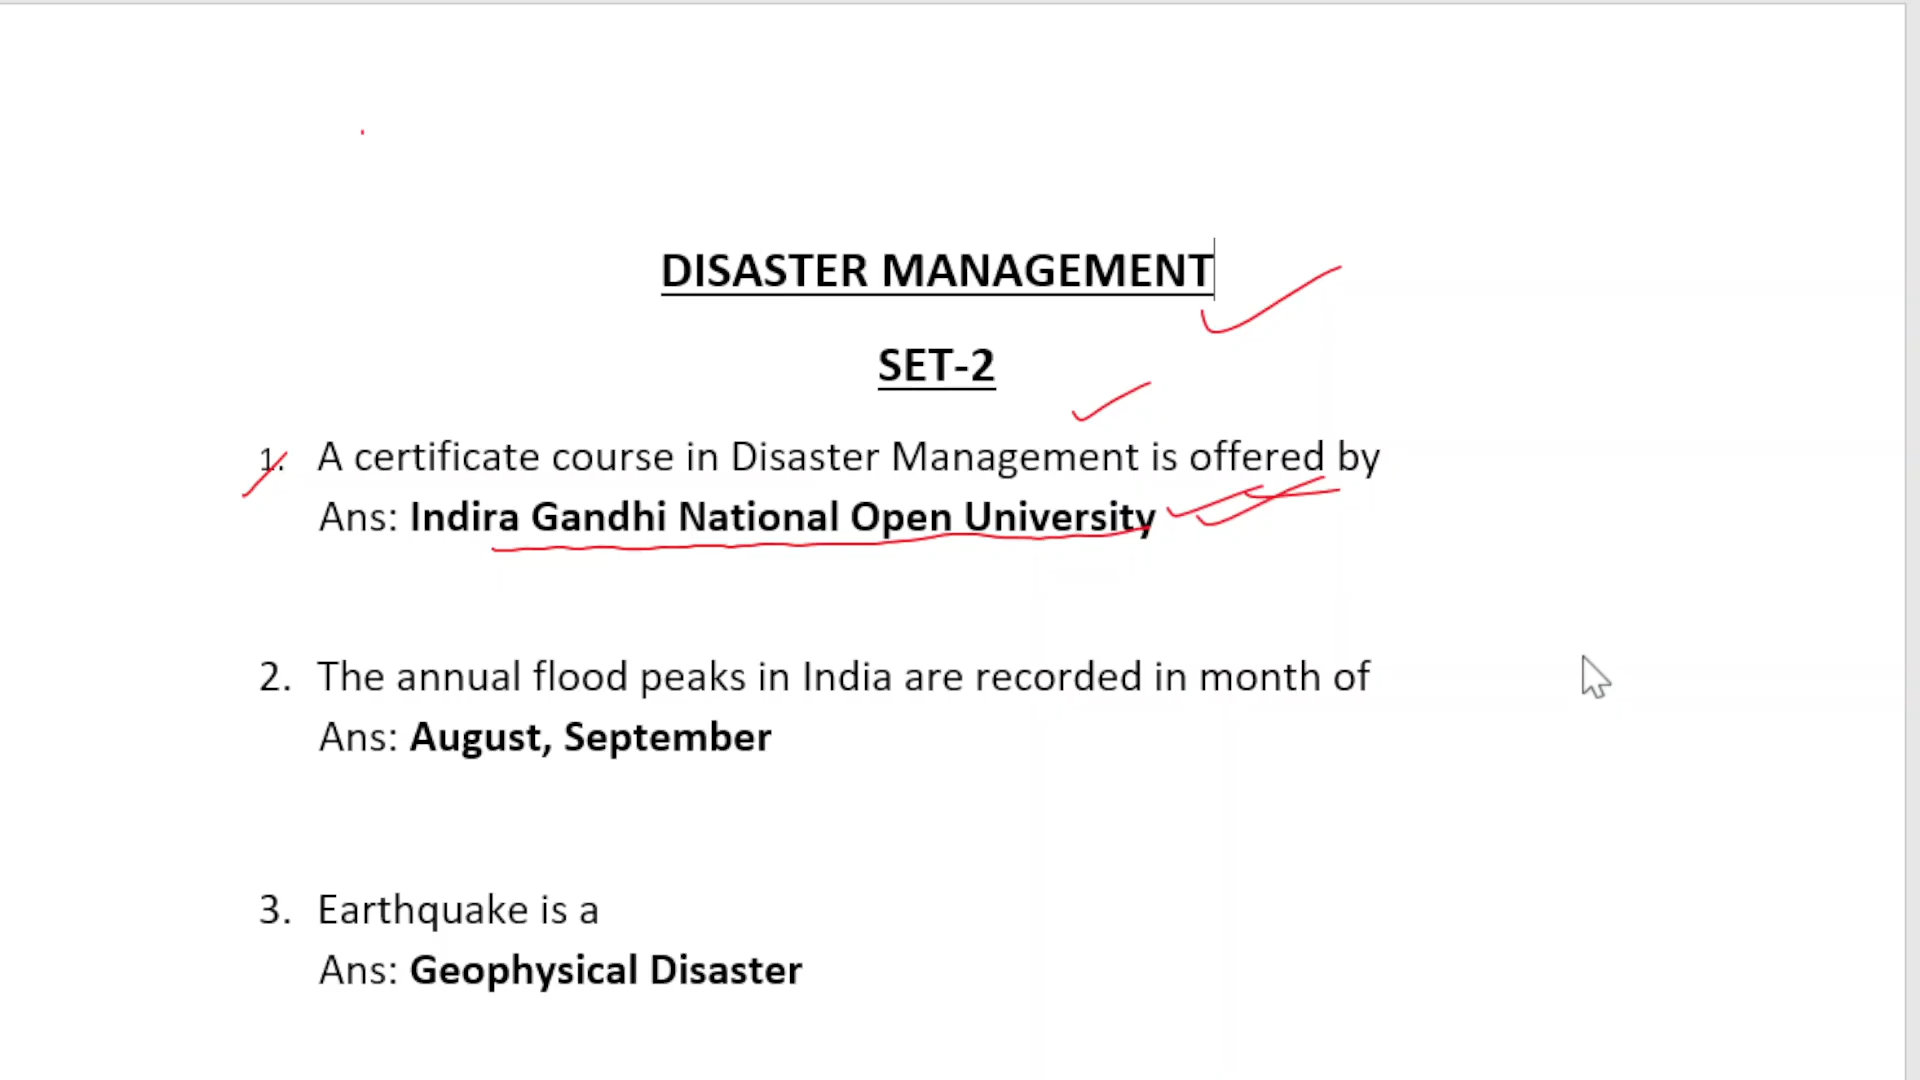 DISASTER MANAGEMENT
SET-2
1. A certificate course in Disaster Management is offered by
Ans: Indira Gandhi National Open University
2. The annual flood peaks in India are recorded in month of
Ans: August, September
3. Earthquake is a
Ans: Geophysical Disaster